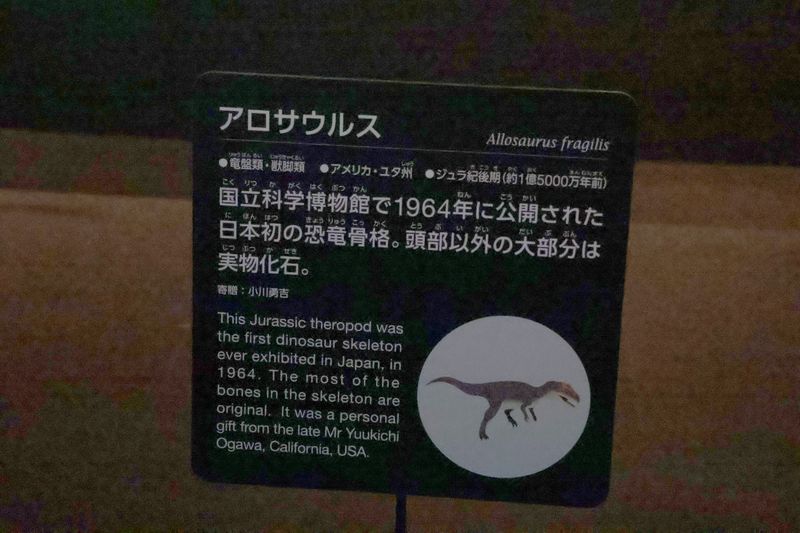 アロサウルス
Allosaurus fragilis
●竜盤類・獣脚類 ●アメリカ・ユタ州 ●ジュラ紀後期(約1億5000万年前)
国立科学博物館で1964年に公開された
日本初の恐竜骨格。頭部以外の大部分は
実物化石。
寄贈：小川勇吉
This Jurassic theropod was
the first dinosaur skeleton
ever exhibited in Japan, in
1964. The most of the
bones in the skeleton are
original. It was a personal
gift from the late Mr Yuukichi
Ogawa, California, USA.